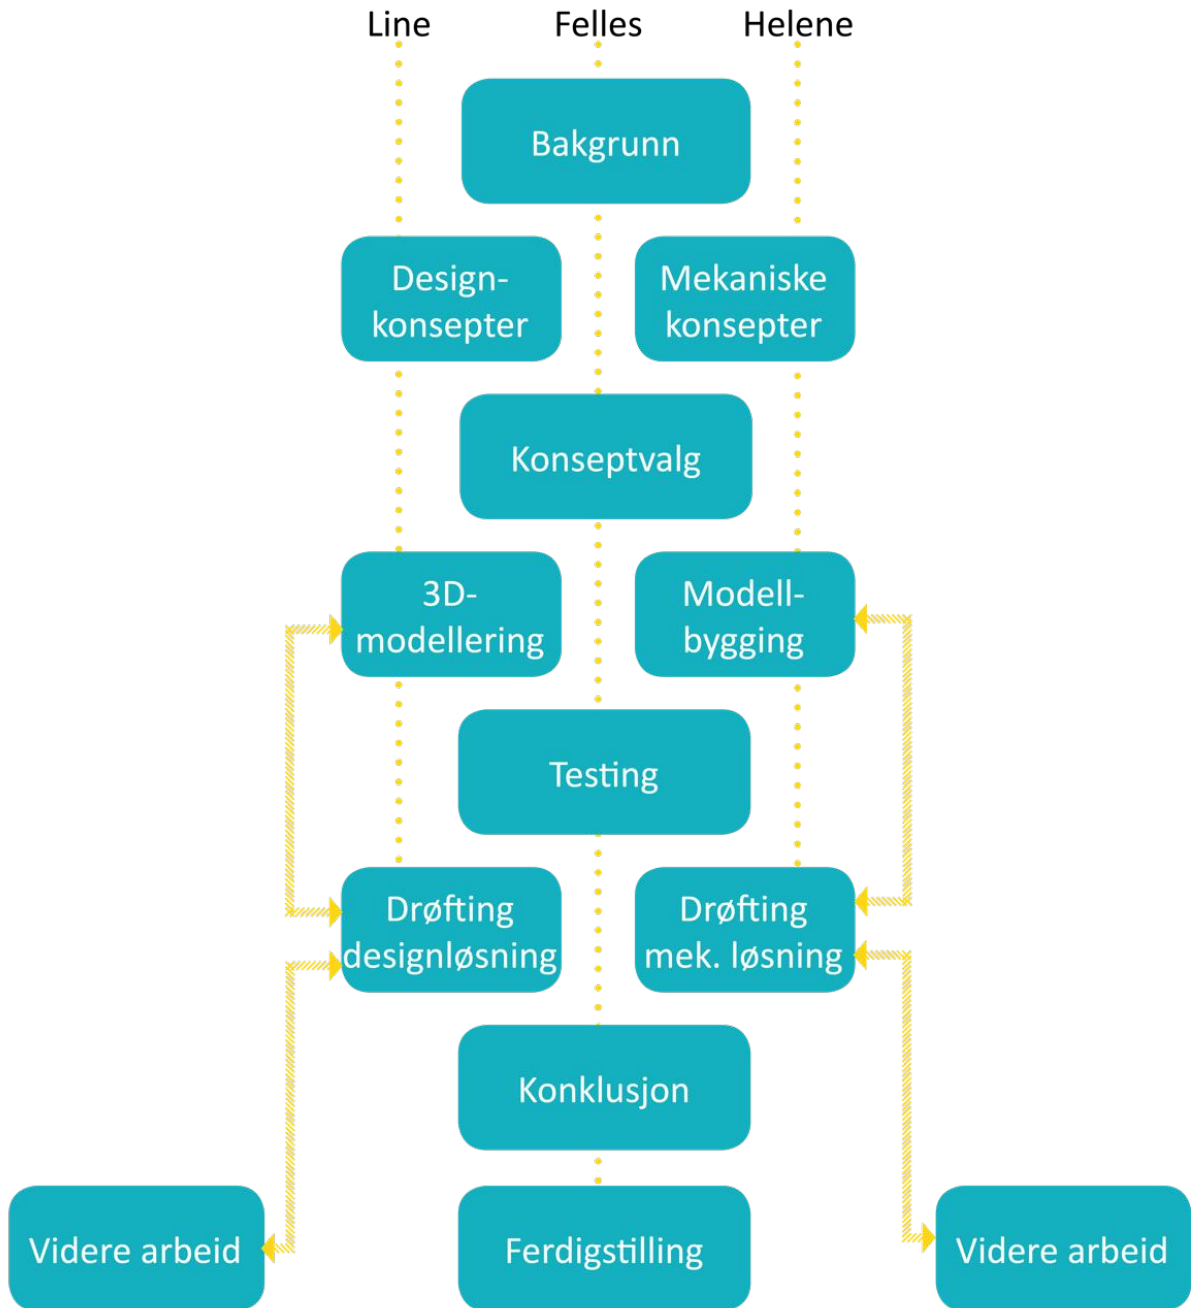 Line
Felles
Helene
Bakgrunn
Design-
konsepter
Mekaniske
konsepter
Konseptvalg
3D-
modellering
Modell-
bygging
Testing
Drøfting
designløsning
Drøfting
mek. løsning
Konklusjon
Videre arbeid
Ferdigstilling
Videre arbeid